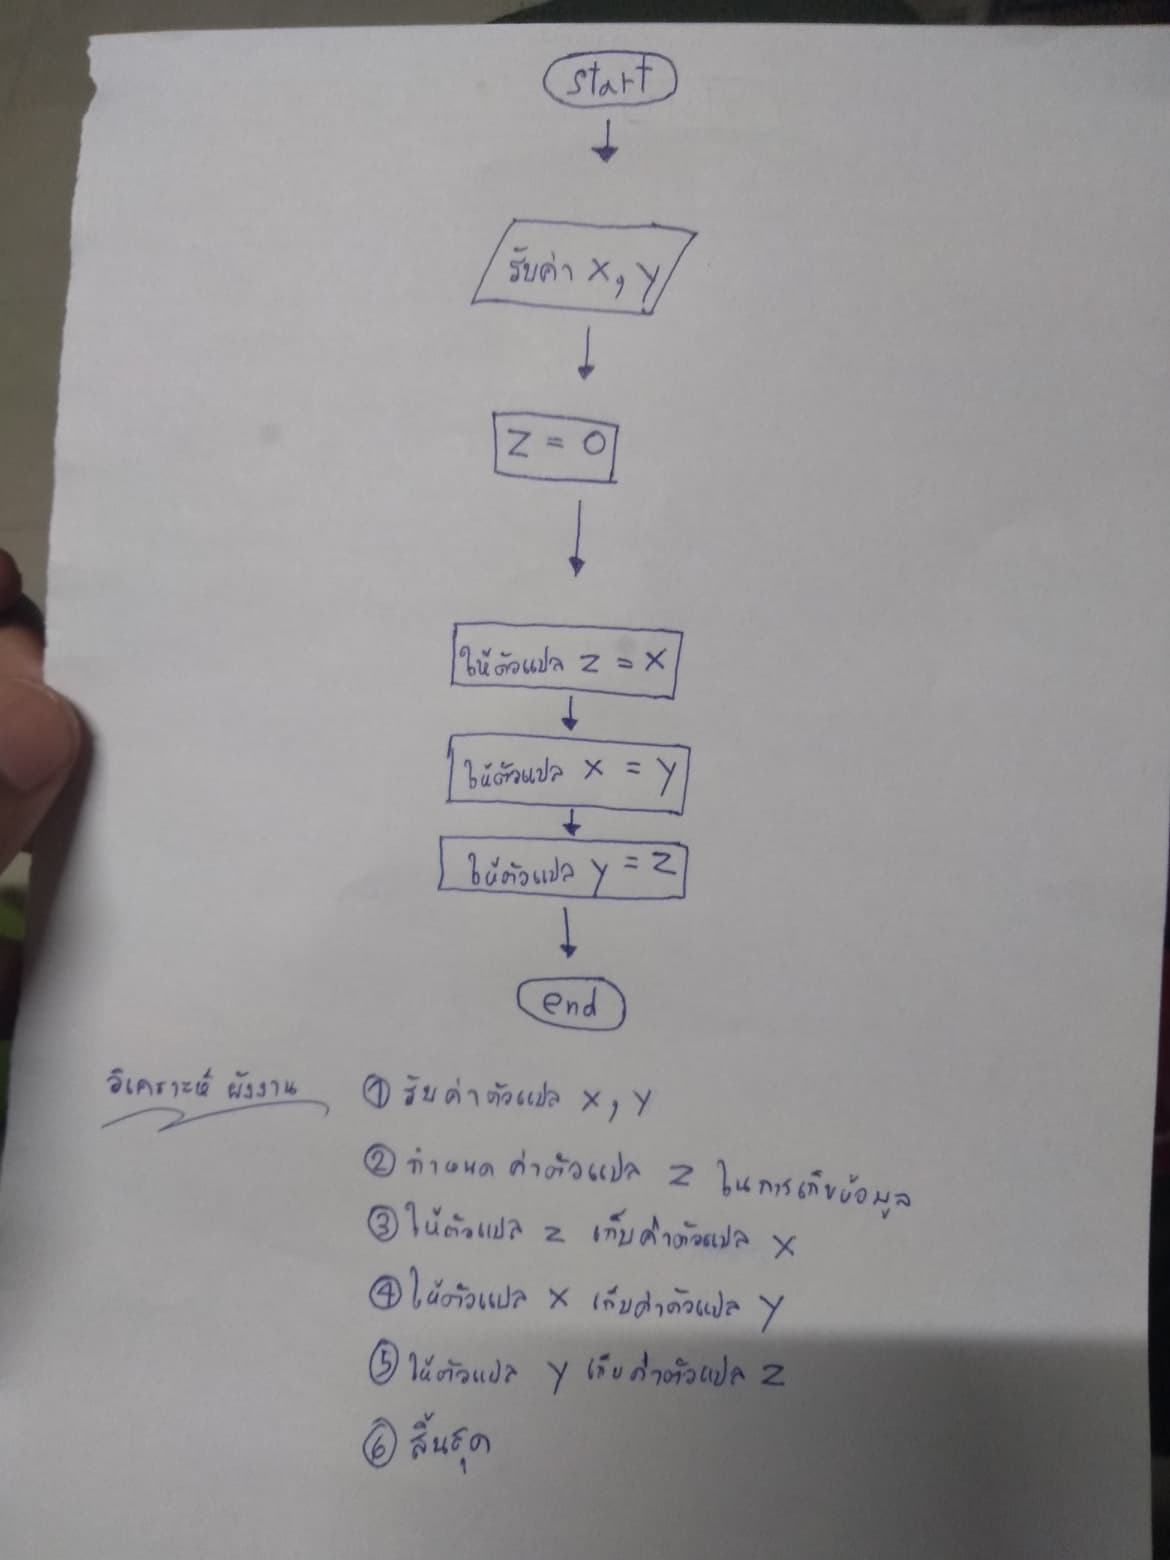 start
รับค่า x, y
z = 0
ให้ตัวแปล z = x
ให้ตัวแปล x = y
ให้ตัวแปล y = z
end
วิเคราะห์ ผังงาน
① รับค่าตัวแปล x, y
② กำหนด ค่าตัวแปล z ในการเก็บข้อมูล
③ ให้ตัวแปล z เก็บค่าตัวแปล x
④ ให้ตัวแปล x เก็บค่าตัวแปล y
⑤ ให้ตัวแปล y เก็บค่าตัวแปล z
⑥ สิ้นสุด